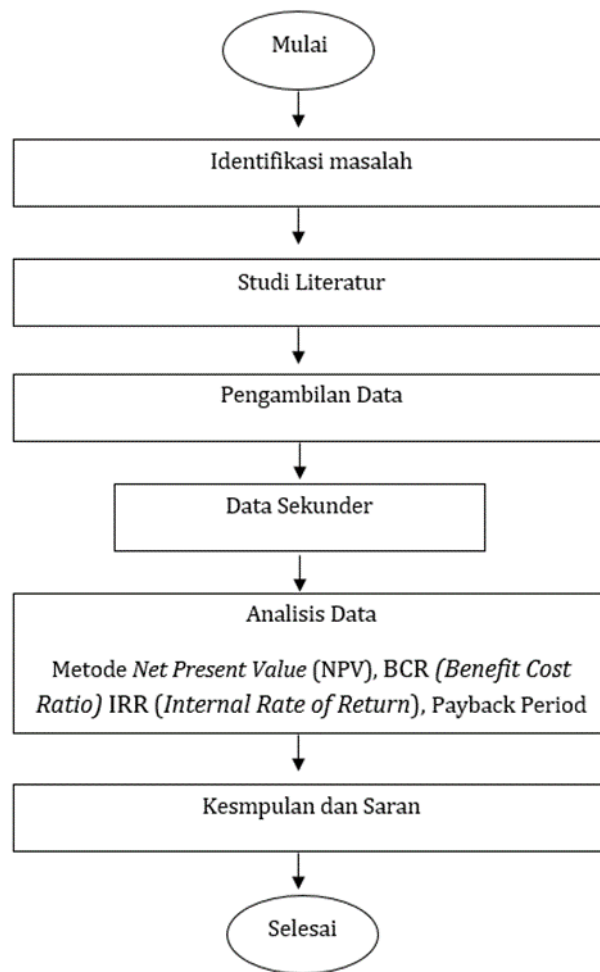 Mulai
Identifikasi masalah
Studi Literatur
Pengambilan Data
Data Sekunder
Analisis Data
Metode Net Present Value (NPV), BCR (Benefit Cost
Ratio) IRR (Internal Rate of Return), Payback Period
Kesmpulan dan Saran
Selesai